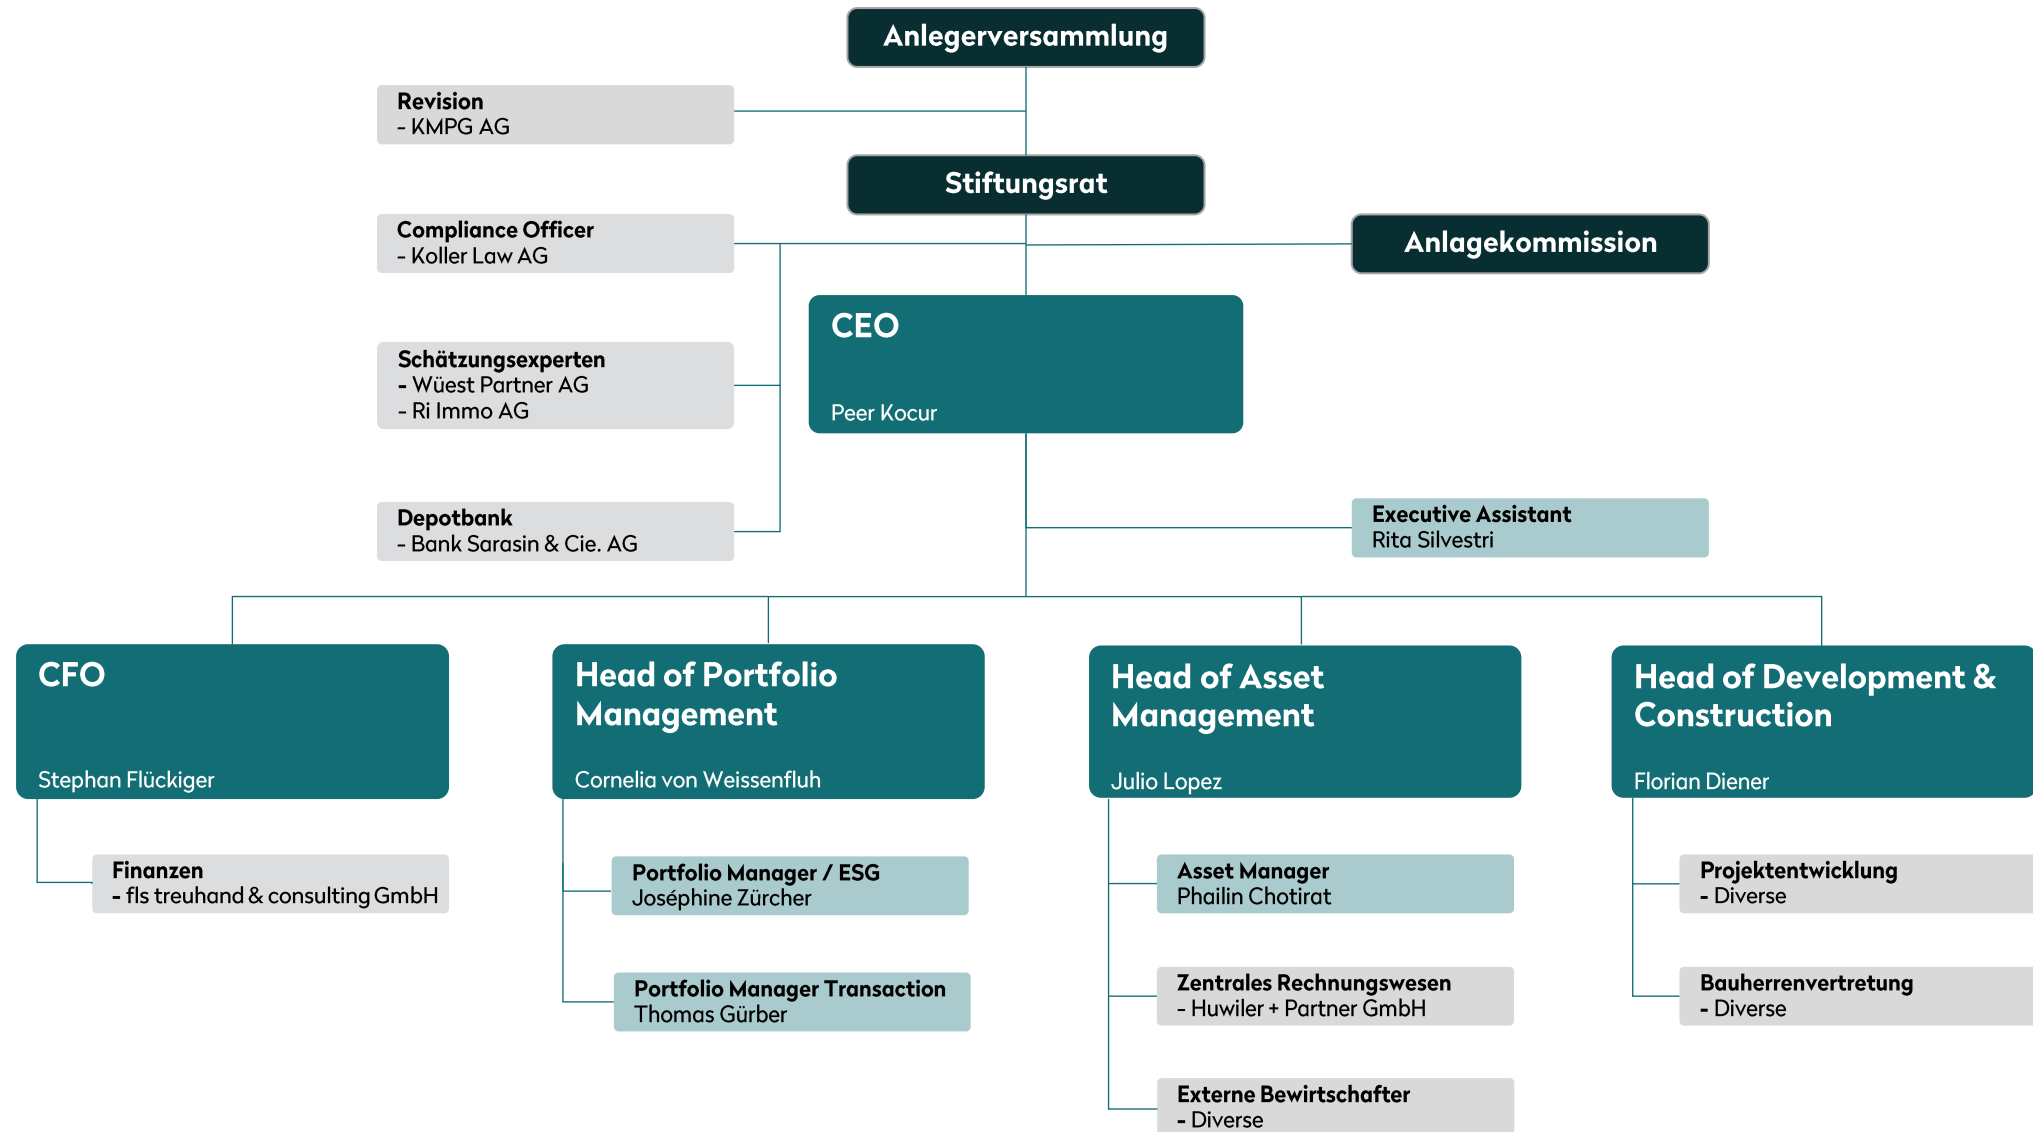 Anlegerversammlung
Revision
- KMPG AG
Stiftungsrat
Compliance Officer
- Koller Law AG
Anlagekommission
CEO
Peer Kocur
Schätzungsexperten
- Wüest Partner AG
- Ri Immo AG
Depotbank
- Bank Sarasin & Cie. AG
Executive Assistant
Rita Silvestri
CFO
Stephan Flückiger
Finanzen
- fls treuhand & consulting GmbH
Head of Portfolio
Management
Cornelia von Weissenfluh
Portfolio Manager / ESG
Joséphine Zürcher
Portfolio Manager Transaction
Thomas Gürber
Head of Asset
Management
Julio Lopez
Asset Manager
Phailin Chotirat
Zentrales Rechnungswesen
- Huwiler + Partner GmbH
Externe Bewirtschafter
- Diverse
Head of Development &
Construction
Florian Diener
Projektentwicklung
- Diverse
Bauherrenvertretung
- Diverse